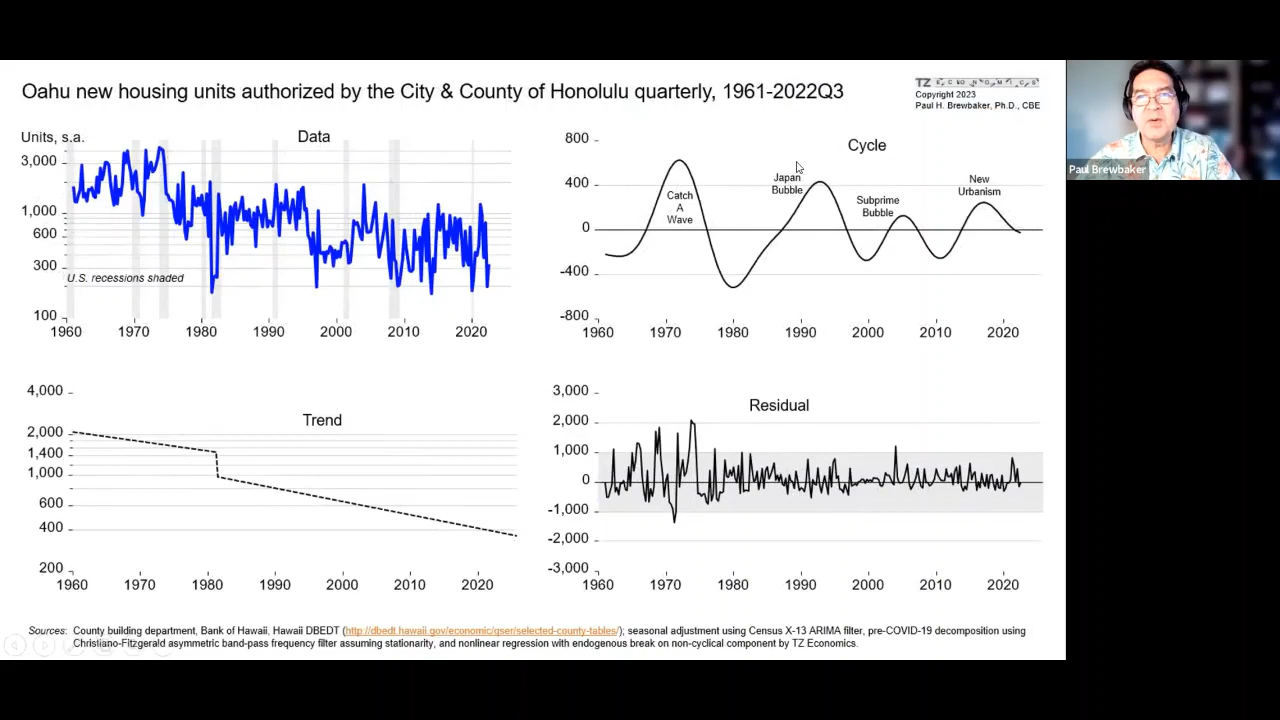 Oahu new housing units authorized by the City & County of Honolulu quarterly, 1961-2022Q3
TZ ECONOMICS
Copyright 2023
Paul H. Brewbaker, Ph.D., CBE
Paul Brewbaker
Units, s.a.
Data
3,000
1,000
600
300
100
U.S. recessions shaded
1960 1970 1980 1990 2000 2010 2020
Cycle
800
400
0
-400
-800
Catch
A
Wave
Japan
Bubble
Subprime
Bubble
New
Urbanism
1960 1970 1980 1990 2000 2010 2020
Trend
4,000
2,000
1,400
1,000
600
400
200
1960 1970 1980 1990 2000 2010 2020
Residual
3,000
2,000
1,000
0
-1,000
-2,000
-3,000
1960 1970 1980 1990 2000 2010 2020
Sources: County building department, Bank of Hawaii, Hawaii DBEDT (http://dbedt.hawaii.gov/economic/qser/selected-county-tables/); seasonal adjustment using Census X-13 ARIMA filter, pre-COVID-19 decomposition using
Christiano-Fitzgerald asymmetric band-pass frequency filter assuming stationarity, and nonlinear regression with endogenous break on non-cyclical component by TZ Economics.